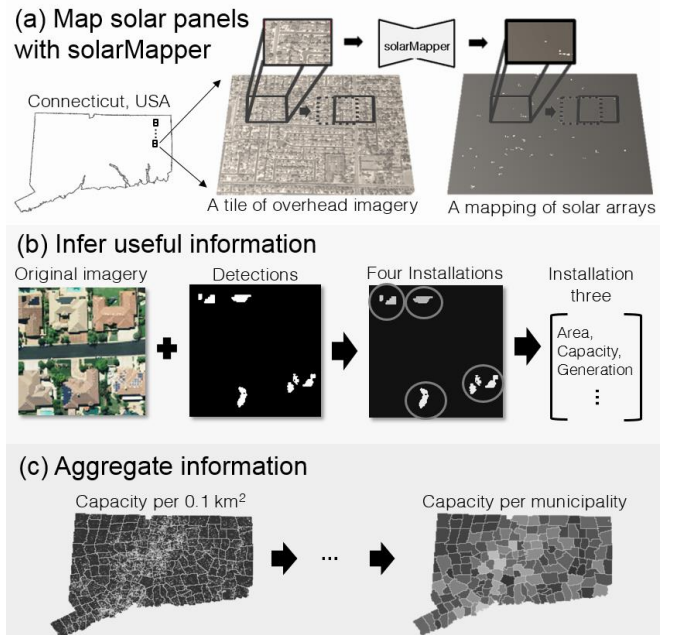 (a) Map solar panels
with solarMapper
solarMapper
Connecticut, USA
A tile of overhead imagery
A mapping of solar arrays
(b) Infer useful information
Original imagery
Detections
Four Installations
Installation
three
Area,
Capacity,
Generation
⋮
(c) Aggregate information
Capacity per 0.1 km²
...
Capacity per municipality